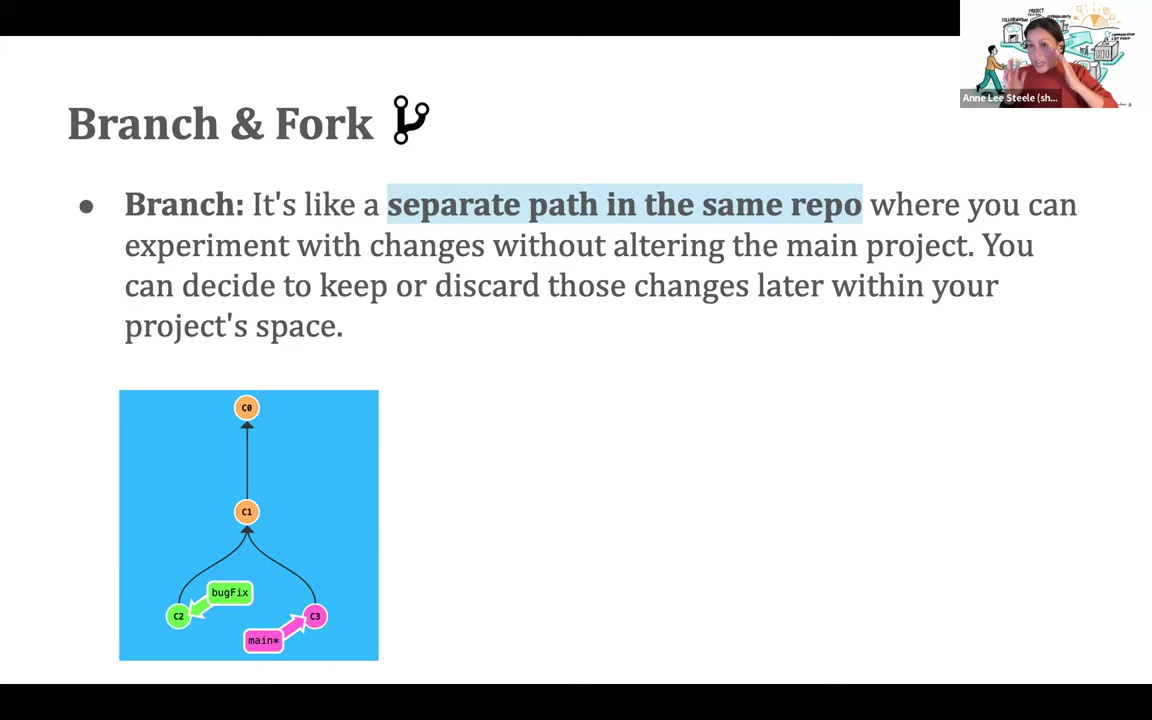 Anne Lee Steele (sh...
Branch & Fork
● Branch: It's like a separate path in the same repo where you can
experiment with changes without altering the main project. You
can decide to keep or discard those changes later within your
project's space.
C0
C1
bugFix
C2
C3
main*